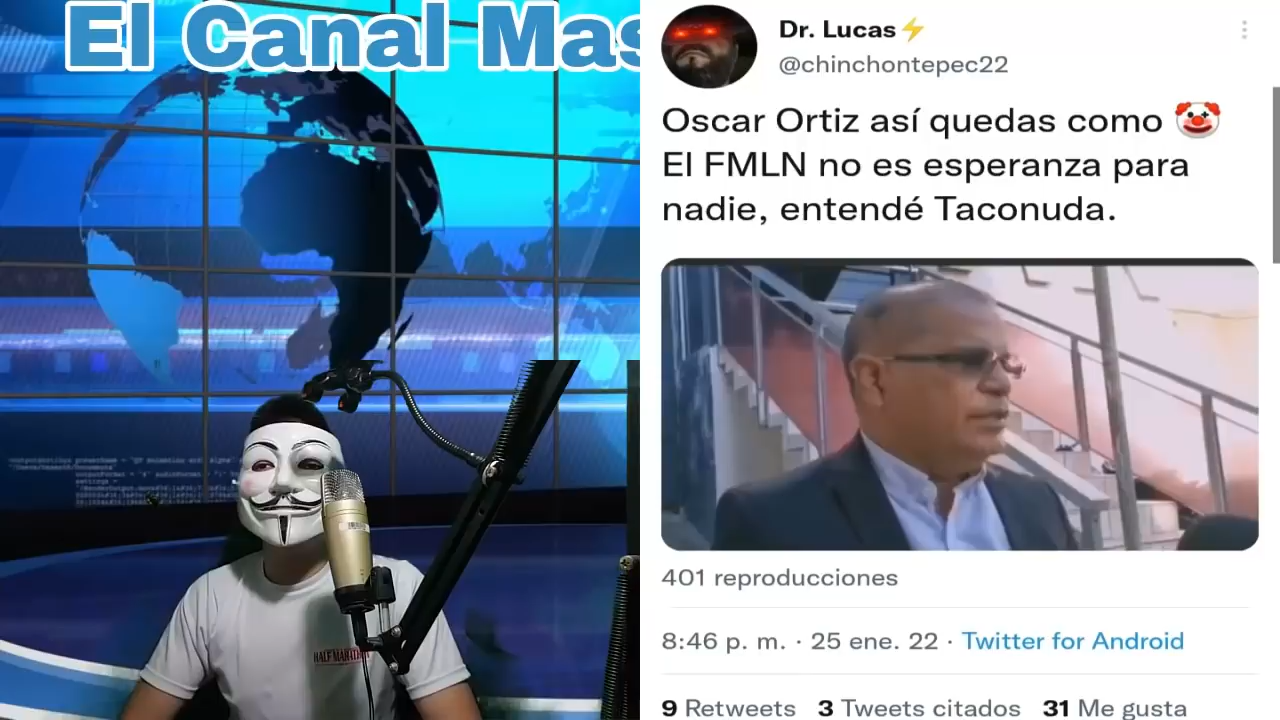 El Canal Mas
HALF MARATHON
Dr. Lucas⚡
@chinchontepec22
Oscar Ortiz así quedas como 🤡
El FMLN no es esperanza para
nadie, entendé Taconuda.
401 reproducciones
8:46 p. m. · 25 ene. 22 · Twitter for Android
9 Retweets 3 Tweets citados 31 Me gusta